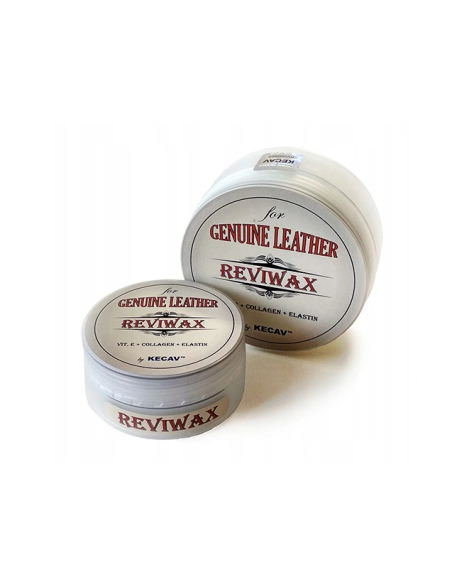 KECAV
for
GENUINE LEATHER
REVIWAX
+ COLLAGEN + ELASTIN
by KECAV™
for
GENUINE LEATHER
REVIWAX
VIT. E + COLLAGEN + ELASTIN
by KECAV™
REVIWAX